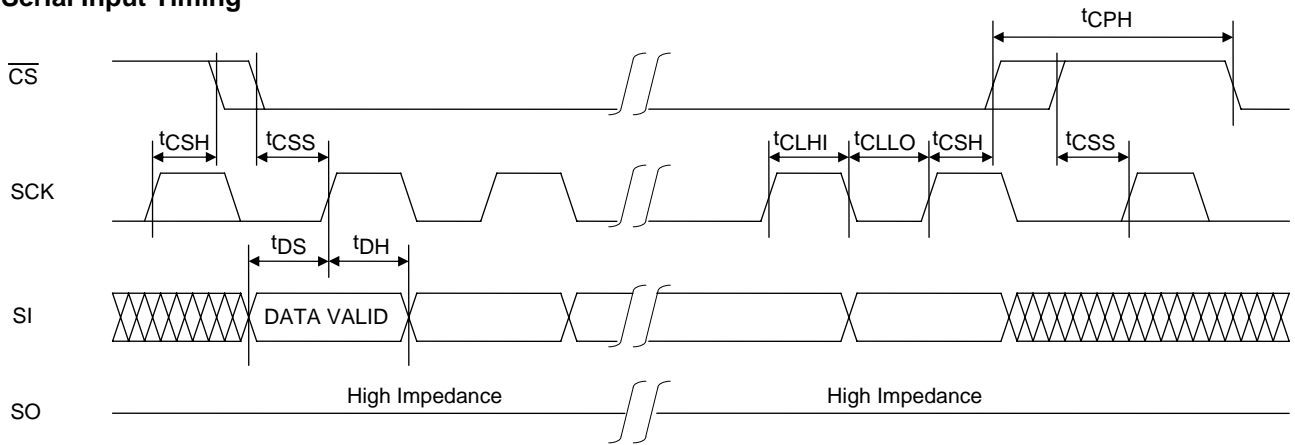 Serial Input Timing
tCPH
CS
tCSH tCSS tCLHI tCLLO tCSH tCSS
SCK
tDS tDH
SI DATA VALID
High Impedance High Impedance
SO